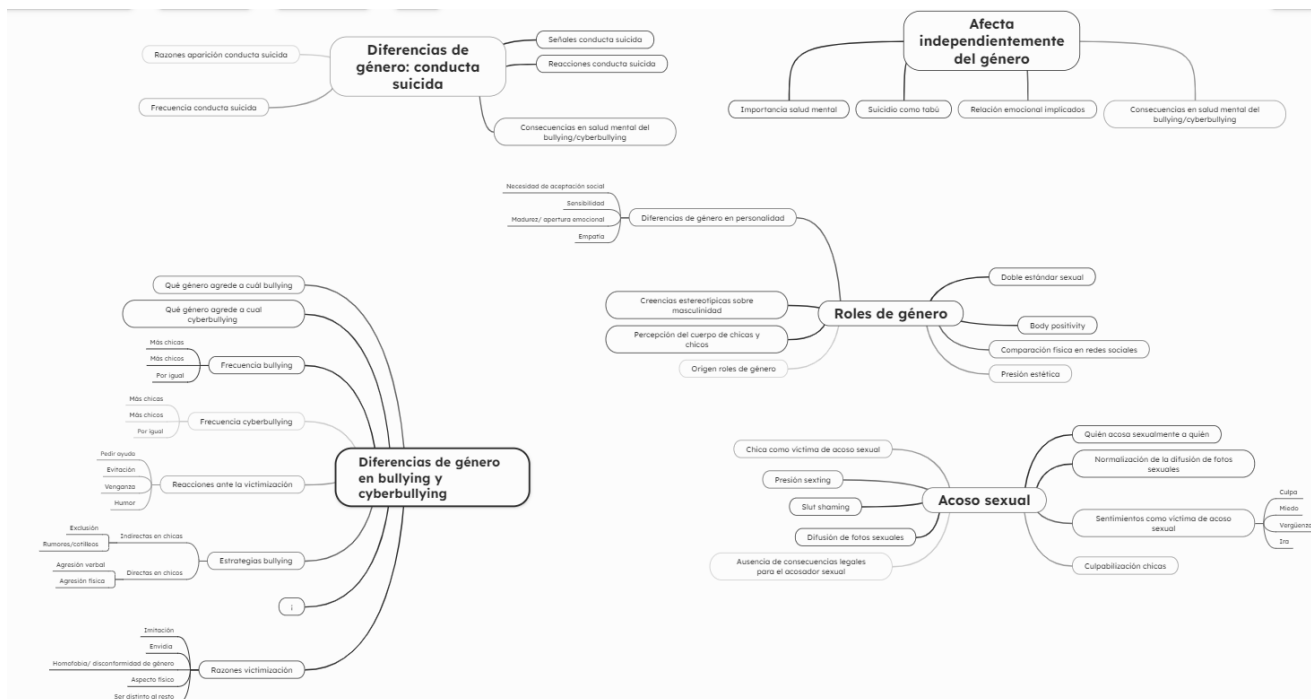 Diferencias de
género: conducta
suicida
Razones aparición conducta suicida
Frecuencia conducta suicida
Señales conducta suicida
Reacciones conducta suicida
Consecuencias en salud mental del
bullying/cyberbullying
Afecta
independientemente
del género
Importancia salud mental
Suicidio como tabú
Relación emocional implicados
Consecuencias en salud mental del
bullying/cyberbullying
Necesidad de aceptación social
Sensibilidad
Madurez/ apertura emocional
Empatía
Diferencias de género en personalidad
Creencias estereotípicas sobre
masculinidad
Percepción del cuerpo de chicas y
chicos
Origen roles de género
Roles de género
Doble estándar sexual
Body positivity
Comparación física en redes sociales
Presión estética
Qué género agrede a cuál bullying
Qué género agrede a cual
cyberbullying
Más chicas
Más chicos
Por igual
Frecuencia bullying
Más chicas
Más chicos
Por igual
Frecuencia cyberbullying
Pedir ayuda
Evitación
Venganza
Humor
Reacciones ante la victimización
Exclusión
Rumores/cotilleos
Indirectas en chicas
Agresión verbal
Agresión física
Directas en chicos
Estrategias bullying
¡
Imitación
Envidia
Homofobia/ disconformidad de género
Aspecto físico
Ser distinto al resto
Razones victimización
Diferencias de género
en bullying y
cyberbullying
Chica como víctima de acoso sexual
Presión sexting
Slut shaming
Difusión de fotos sexuales
Ausencia de consecuencias legales
para el acosador sexual
Acoso sexual
Quién acosa sexualmente a quién
Normalización de la difusión de fotos
sexuales
Sentimientos como víctima de acoso
sexual
Culpa
Miedo
Vergüenza
Ira
Culpabilización chicas